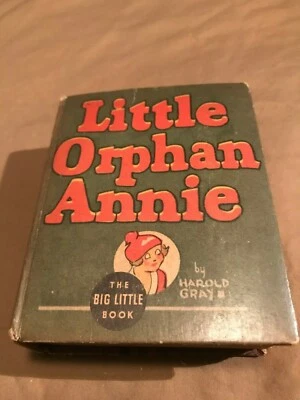 Little
Orphan
Annie
by
HAROLD
GRAY
THE
BIG LITTLE
BOOK